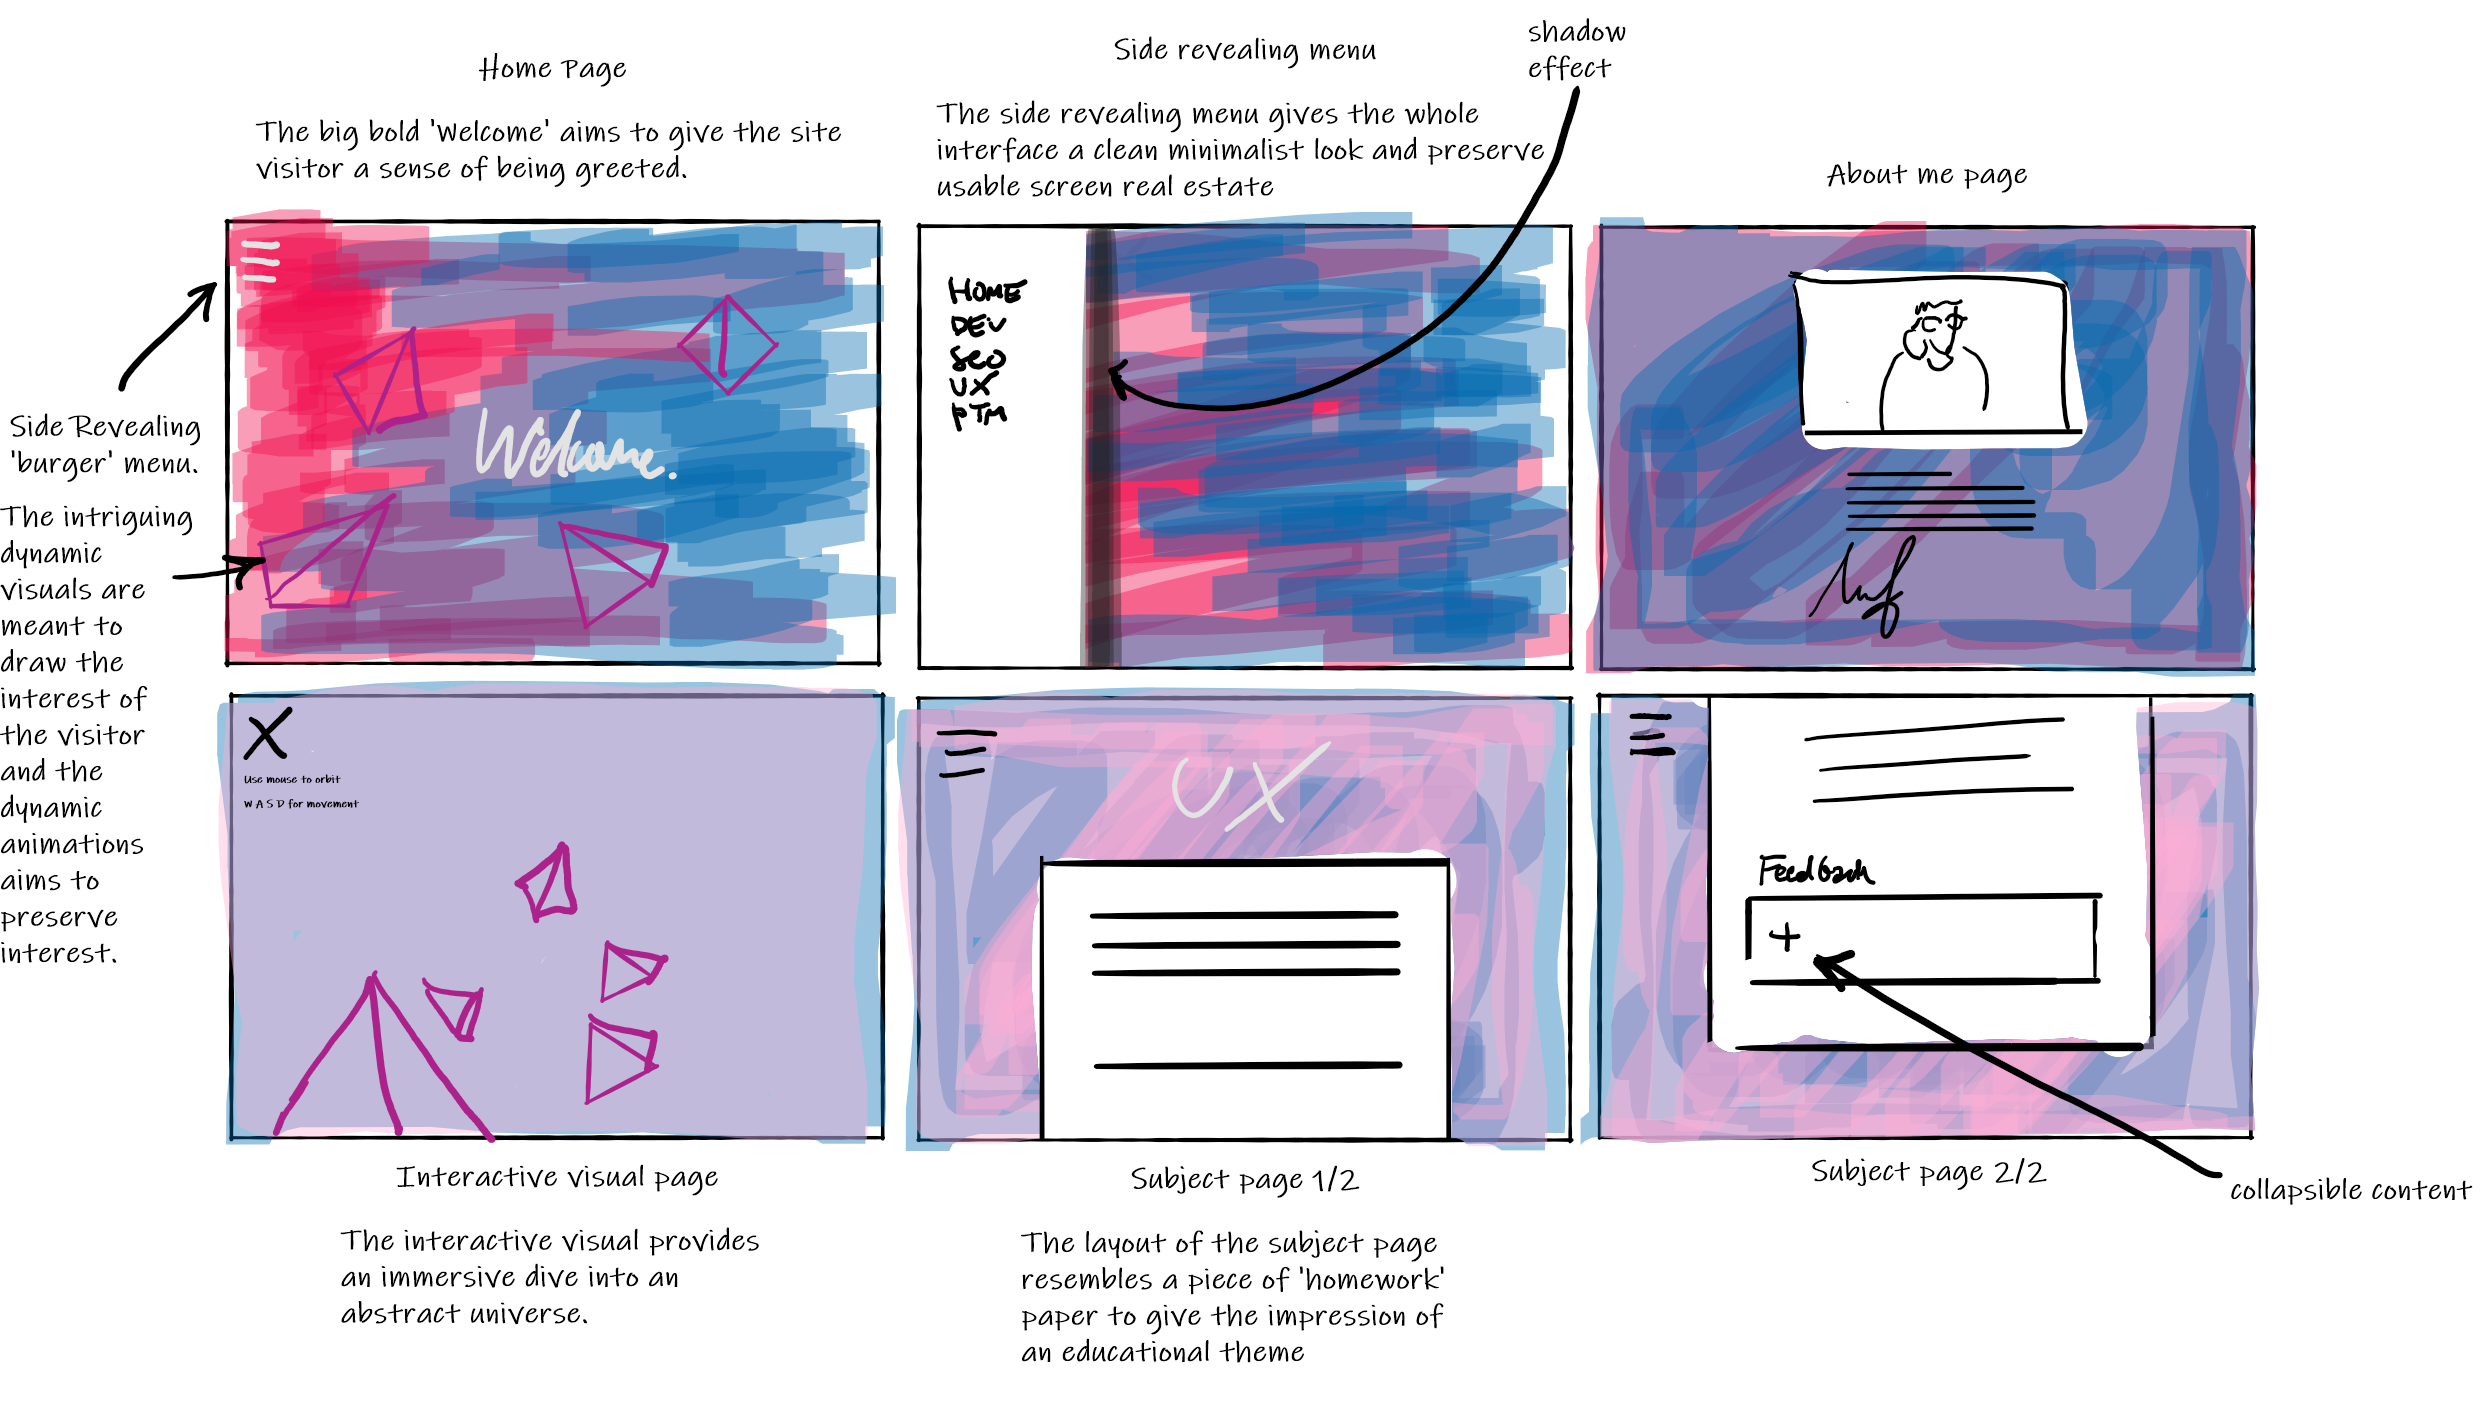 Home Page
The big bold 'Welcome' aims to give the site
visitor a sense of being greeted.
Side revealing menu
The side revealing menu gives the whole
interface a clean minimalist look and preserve
usable screen real estate
shadow
effect
About me page
Side Revealing
'burger' menu.
The intriguing
dynamic
visuals are
meant to
draw the
interest of
the visitor
and the
dynamic
animations
aims to
preserve
interest.
Welcome.
HOME
DEV
SEO
UX
PTM
X
Use mouse to orbit
W A S D for movement
UX
Feedback
+
Interactive visual page
The interactive visual provides
an immersive dive into an
abstract universe.
Subject page 1/2
The layout of the subject page
resembles a piece of 'homework'
paper to give the impression of
an educational theme
Subject page 2/2
collapsible content